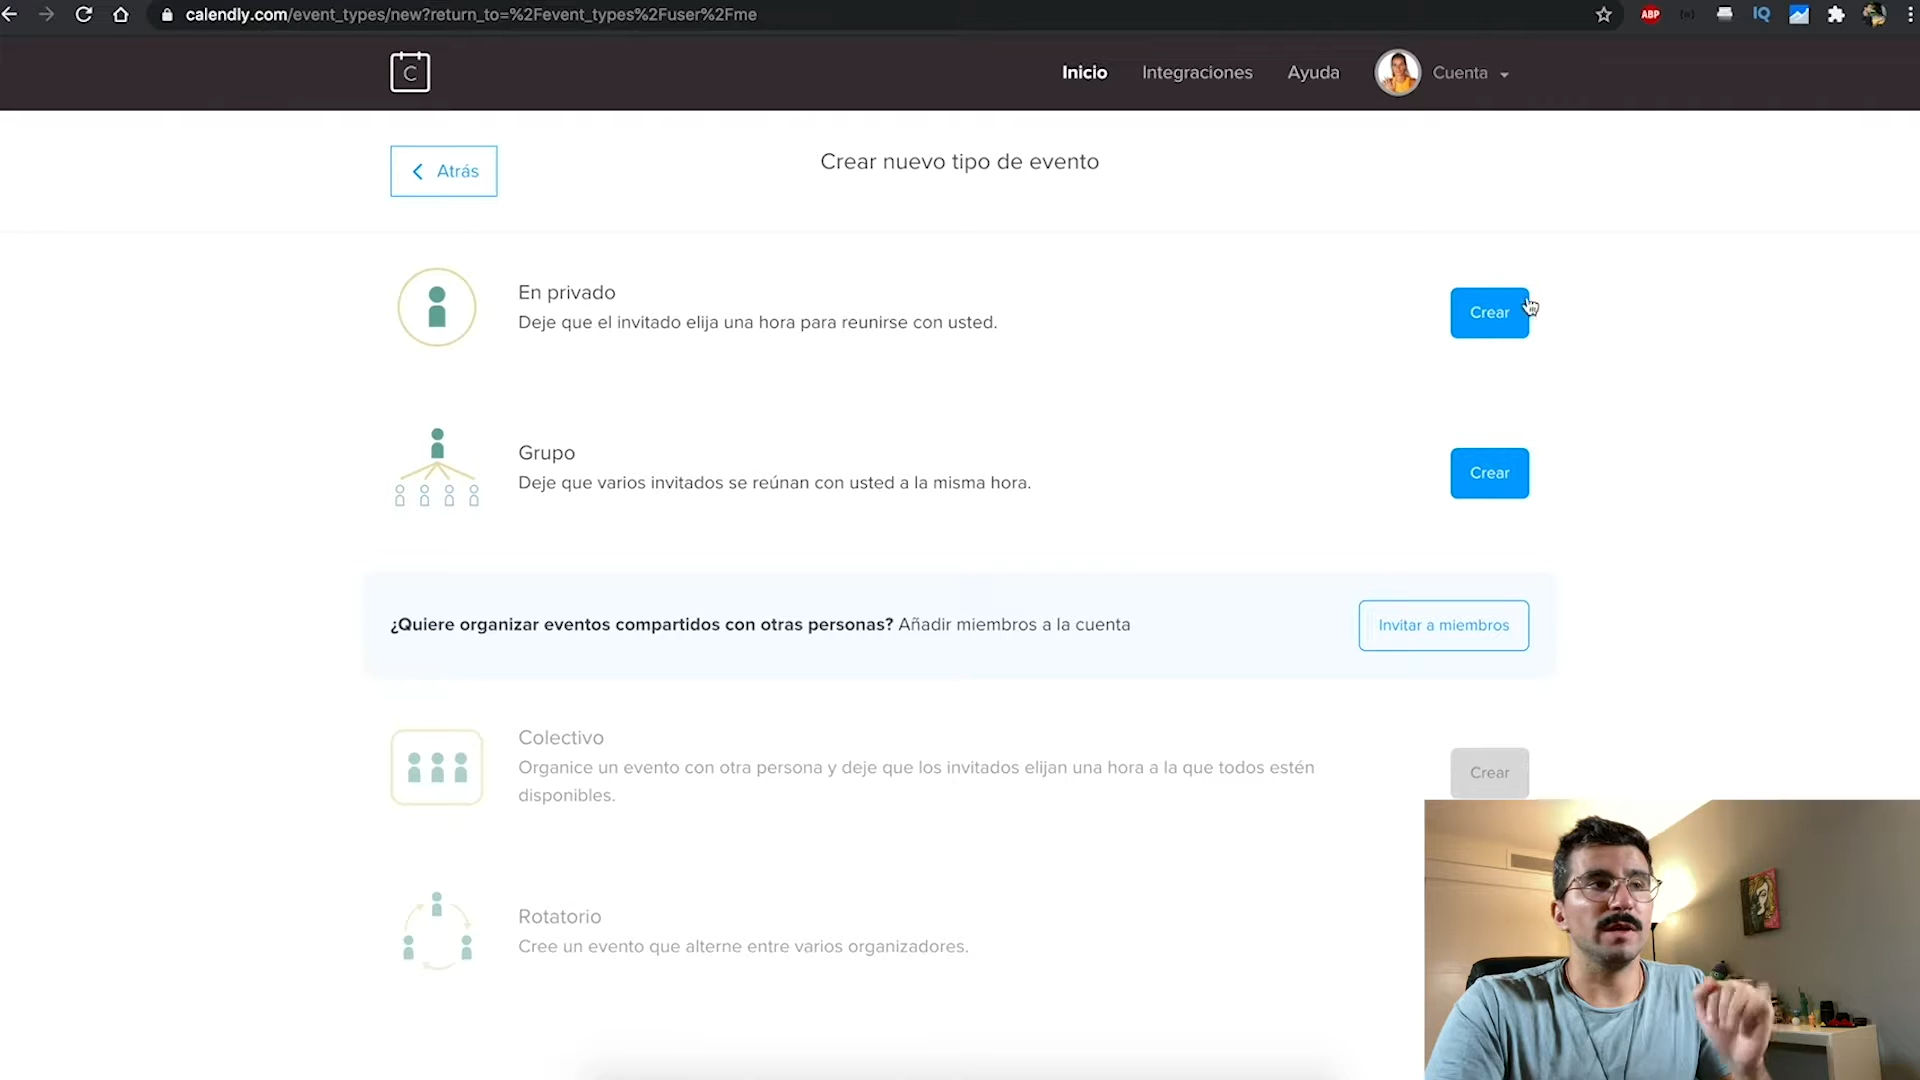 calendly.com/event_types/new?return_to=%2Fevent_types%2Fuser%2Fme
ABP
IQ
C
Inicio
Integraciones
Ayuda
Cuenta
Atrás
Crear nuevo tipo de evento
En privado
Deje que el invitado elija una hora para reunirse con usted.
Crear
Grupo
Deje que varios invitados se reúnan con usted a la misma hora.
Crear
¿Quiere organizar eventos compartidos con otras personas? Añadir miembros a la cuenta
Invitar a miembros
Colectivo
Organice un evento con otra persona y deje que los invitados elijan una hora a la que todos estén
disponibles.
Crear
Rotatorio
Cree un evento que alterne entre varios organizadores.